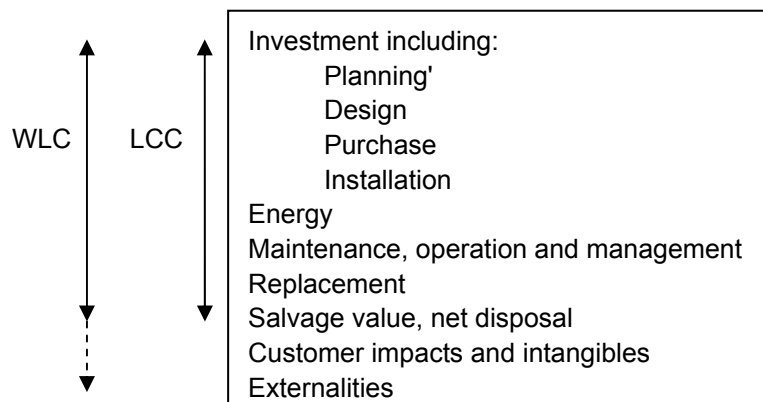 WLC
LCC
Investment including:
Planning'
Design
Purchase
Installation
Energy
Maintenance, operation and management
Replacement
Salvage value, net disposal
Customer impacts and intangibles
Externalities